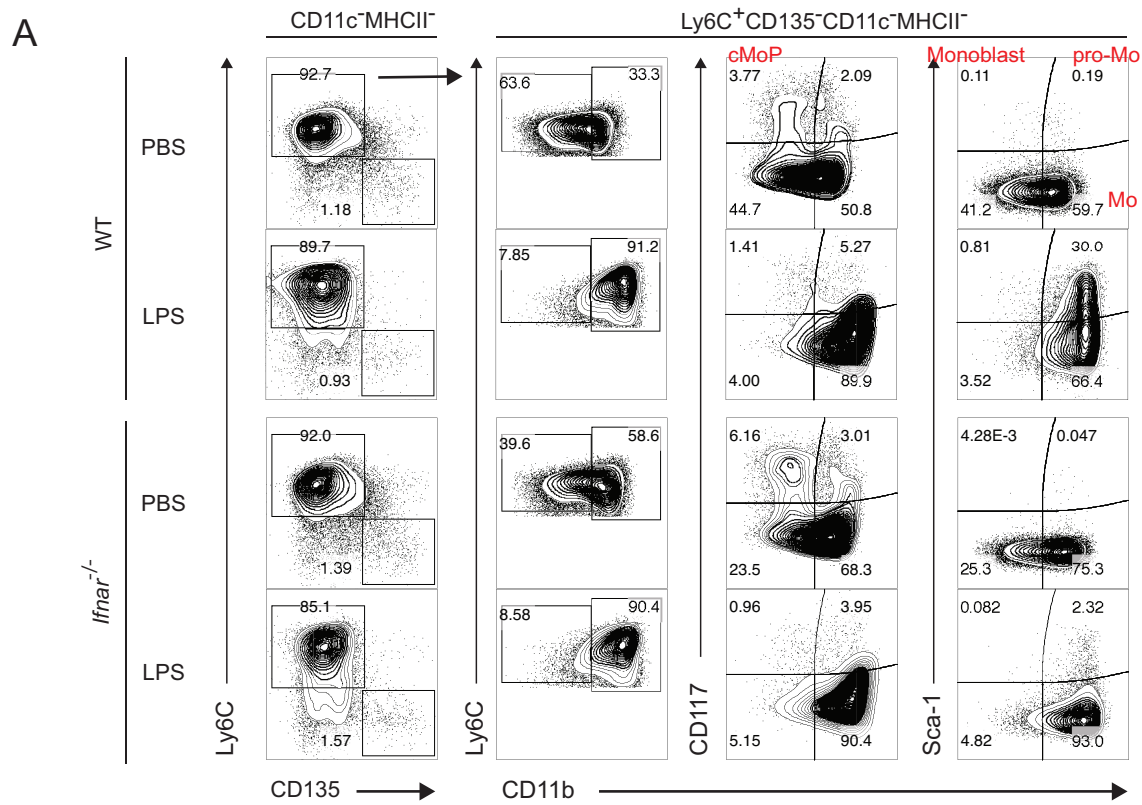 A
CD11c⁻MHCII⁻
Ly6C⁺CD135⁻CD11c⁻MHCII⁻
cMoP
Monoblast
pro-Mo
Mo
WT
PBS
92.7
1.18
63.6
33.3
3.77
2.09
44.7
50.8
0.11
0.19
41.2
59.7
LPS
89.7
0.93
7.85
91.2
1.41
5.27
4.00
89.9
0.81
30.0
3.52
66.4
Ifnar⁻/⁻
PBS
92.0
1.39
39.6
58.6
6.16
3.01
23.5
68.3
4.28E-3
0.047
25.3
75.3
LPS
85.1
1.57
8.58
90.4
0.96
3.95
5.15
90.4
0.082
2.32
4.82
93.0
Ly6C
Ly6C
CD117
Sca-1
CD135
CD11b